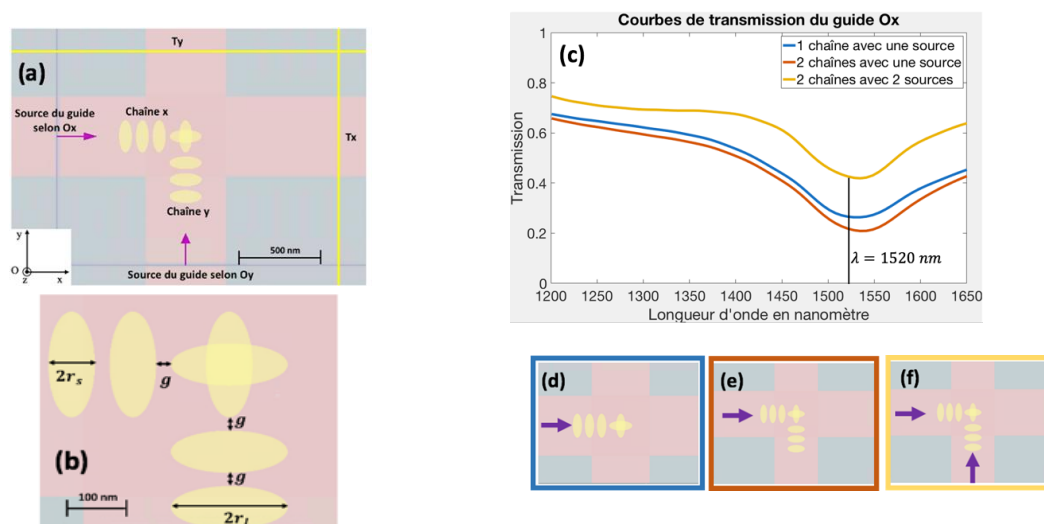 (a)
Ty
Source du guide
selon Ox
Chaîne x
Tx
Chaîne y
500 nm
Source du guide selon Oy
y
O
z
x
(b)
2r_s
g
g
g
100 nm
2r_l
Courbes de transmission du guide Ox
(c)
1 chaîne avec une source
2 chaînes avec une source
2 chaînes avec 2 sources
Transmission
1
0.8
0.6
0.4
0.2
0
λ = 1520 nm
1200 1250 1300 1350 1400 1450 1500 1550 1600 1650
Longueur d'onde en nanomètre
(d)
(e)
(f)